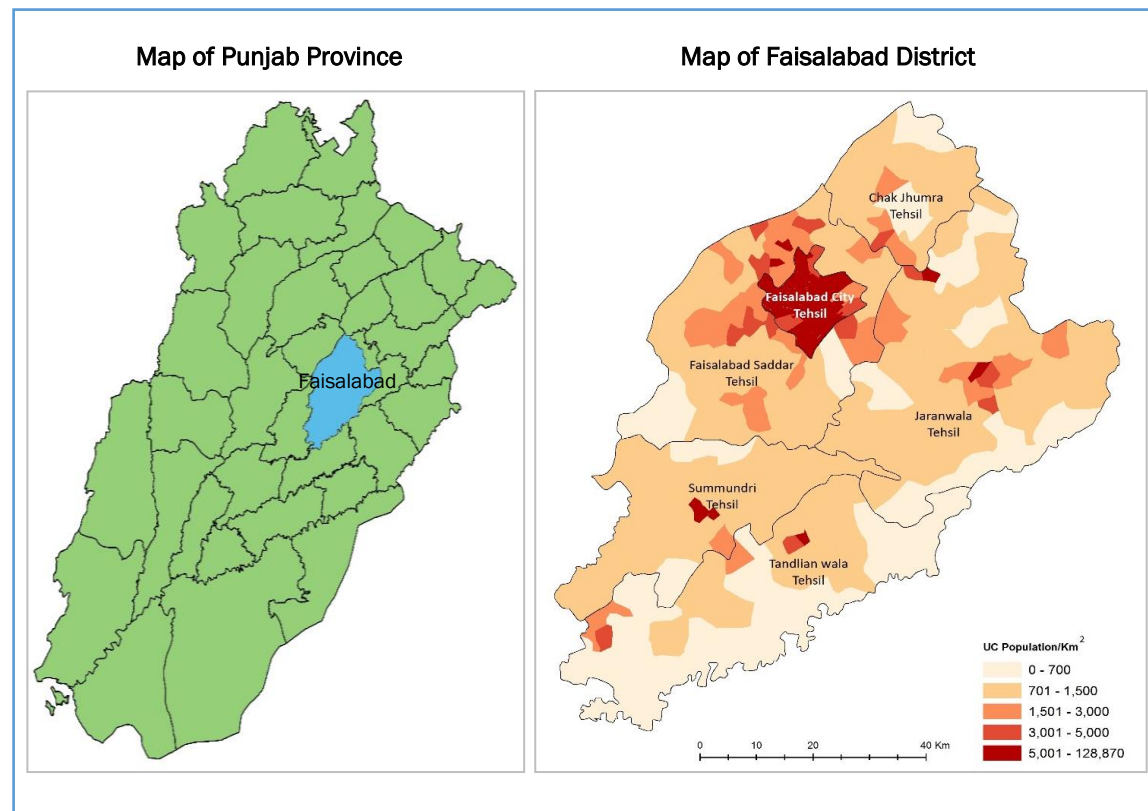 Map of Punjab Province
Faisalabad
Map of Faisalabad District
Chak Jhumra
Tehsil
Faisalabad City
Tehsil
Faisalabad Saddar
Tehsil
Jaranwala
Tehsil
Summundri
Tehsil
Tandlian wala
Tehsil
UC Population/Km2
0 - 700
701 - 1,500
1,501 - 3,000
3,001 - 5,000
5,001 - 128,870
0 10 20 40 Km